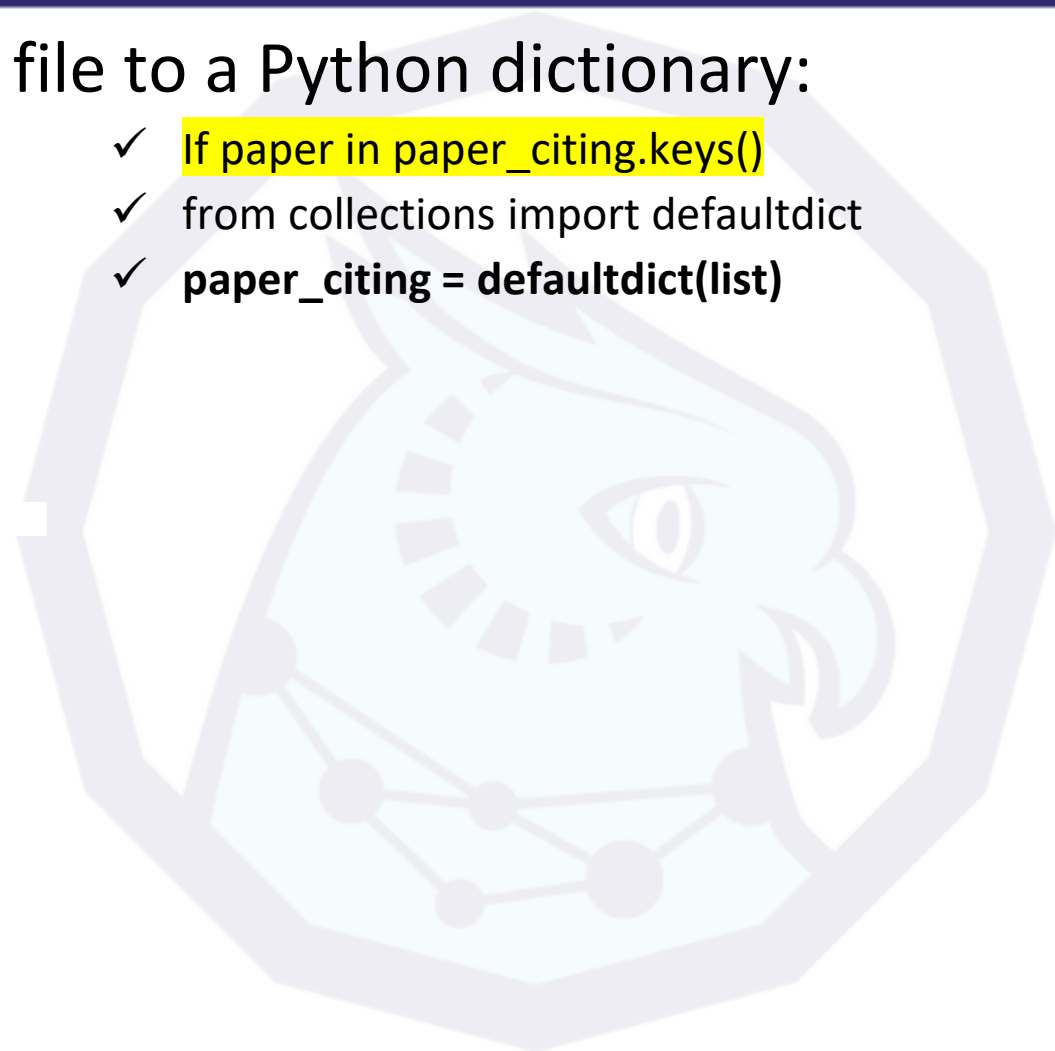 file to a Python dictionary:
✓ If paper in paper_citing.keys()
✓ from collections import defaultdict
✓ paper_citing = defaultdict(list)